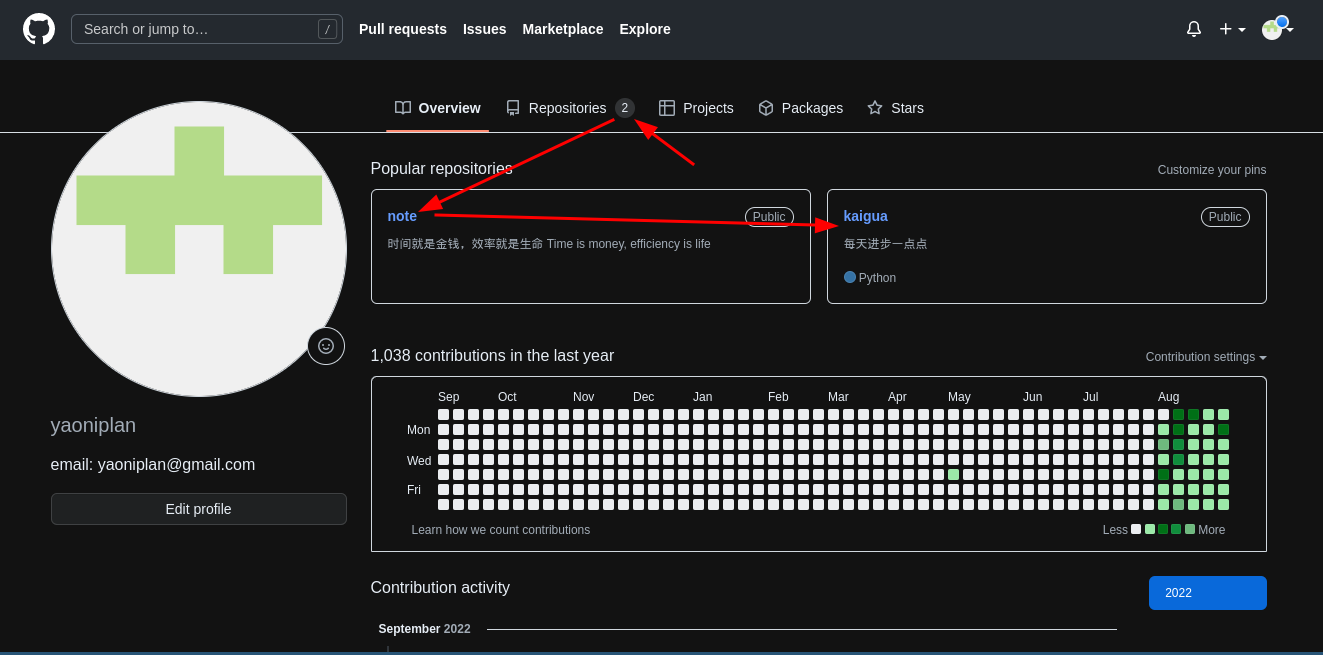 Search or jump to… /
Pull requests Issues Marketplace Explore
Overview Repositories 2 Projects Packages Stars
Popular repositories
Customize your pins
note Public
时间就是金钱，效率就是生命 Time is money, efficiency is life
kaigua Public
每天进步一点点
Python
yaoniplan
email: yaoniplan@gmail.com
Edit profile
1,038 contributions in the last year
Contribution settings
Sep Oct Nov Dec Jan Feb Mar Apr May Jun Jul Aug
Mon
Wed
Fri
Learn how we count contributions
Less More
Contribution activity
2022
September 2022